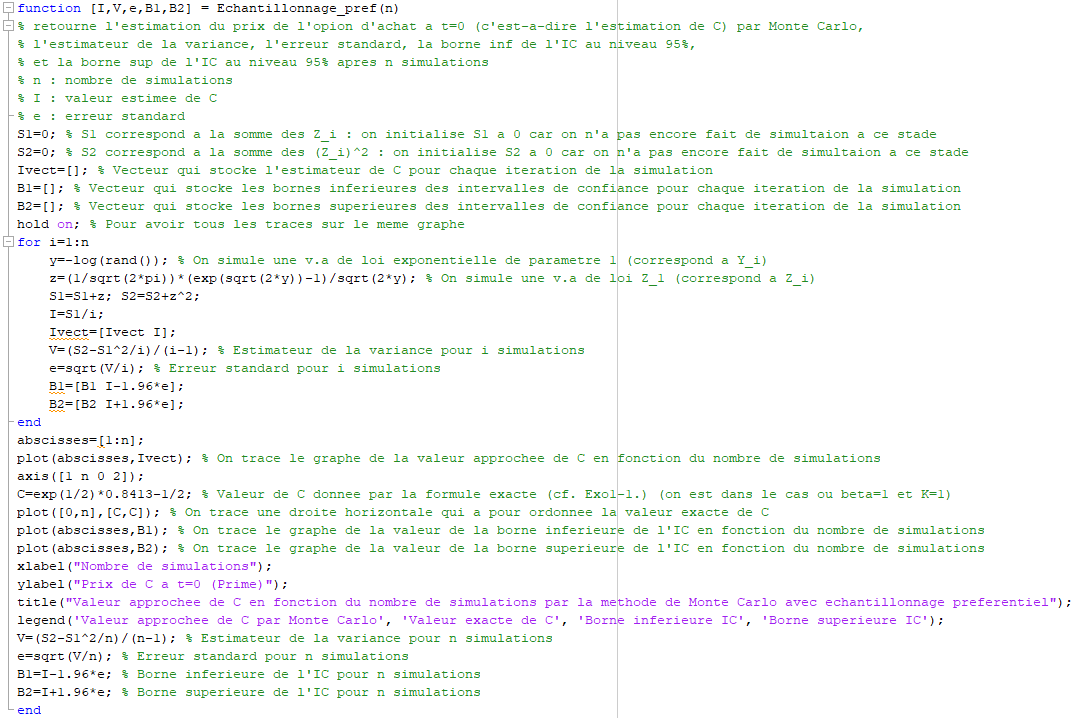 function [I,V,e,B1,B2] = Echantillonnage_pref(n)
% retourne l'estimation du prix de l'opion d'achat a t=0 (c'est-a-dire l'estimation de C) par Monte Carlo,
% l'estimateur de la variance, l'erreur standard, la borne inf de l'IC au niveau 95%,
% et la borne sup de l'IC au niveau 95% apres n simulations
% n : nombre de simulations
% I : valeur estimee de C
% e : erreur standard
S1=0; % S1 correspond a la somme des Z_i : on initialise S1 a 0 car on n'a pas encore fait de simultaion a ce stade
S2=0; % S2 correspond a la somme des (Z_i)^2 : on initialise S2 a 0 car on n'a pas encore fait de simultaion a ce stade
Ivect=[]; % Vecteur qui stocke l'estimateur de C pour chaque iteration de la simulation
B1=[]; % Vecteur qui stocke les bornes inferieures des intervalles de confiance pour chaque iteration de la simulation
B2=[]; % Vecteur qui stocke les bornes superieures des intervalles de confiance pour chaque iteration de la simulation
hold on; % Pour avoir tous les traces sur le meme graphe
for i=1:n
    y=-log(rand()); % On simule une v.a de loi exponentielle de parametre 1 (correspond a Y_i)
    z=(1/sqrt(2*pi))*(exp(sqrt(2*y))-1)/sqrt(2*y); % On simule une v.a de loi Z_1 (correspond a Z_i)
    S1=S1+z; S2=S2+z^2;
    I=S1/i;
    Ivect=[Ivect I];
    V=(S2-S1^2/i)/(i-1); % Estimateur de la variance pour i simulations
    e=sqrt(V/i); % Erreur standard pour i simulations
    B1=[B1 I-1.96*e];
    B2=[B2 I+1.96*e];
end
abscisses=[1:n];
plot(abscisses,Ivect); % On trace le graphe de la valeur approchee de C en fonction du nombre de simulations
axis([1 n 0 2]);
C=exp(1/2)*0.8413-1/2; % Valeur de C donnee par la formule exacte (cf. Exo1-1.) (on est dans le cas ou beta=1 et K=1)
plot([0,n],[C,C]); % On trace une droite horizontale qui a pour ordonnee la valeur exacte de C
plot(abscisses,B1); % On trace le graphe de la valeur de la borne inferieure de l'IC en fonction du nombre de simulations
plot(abscisses,B2); % On trace le graphe de la valeur de la borne superieure de l'IC en fonction du nombre de simulations
xlabel("Nombre de simulations");
ylabel("Prix de C a t=0 (Prime)");
title("Valeur approchee de C en fonction du nombre de simulations par la methode de Monte Carlo avec echantillonnage preferentiel");
legend('Valeur approchee de C par Monte Carlo', 'Valeur exacte de C', 'Borne inferieure IC', 'Borne superieure IC');
V=(S2-S1^2/n)/(n-1); % Estimateur de la variance pour n simulations
e=sqrt(V/n); % Erreur standard pour n simulations
B1=I-1.96*e; % Borne inferieure de l'IC pour n simulations
B2=I+1.96*e; % Borne superieure de l'IC pour n simulations
end